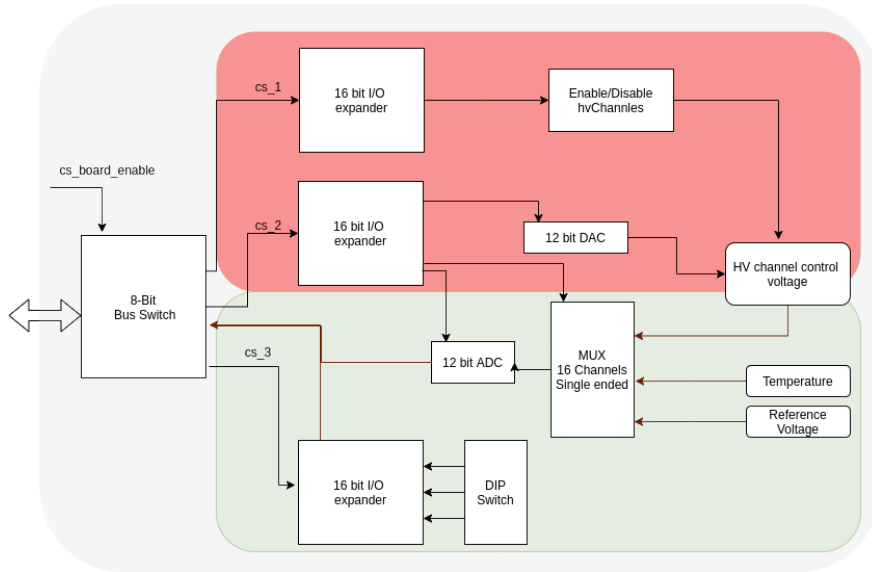 cs_1
16 bit I/O
expander
Enable/Disable
hvChannles
cs_board_enable
cs_2
16 bit I/O
expander
12 bit DAC
HV channel control
voltage
8-Bit
Bus Switch
cs_3
12 bit ADC
MUX
16 Channels
Single ended
Temperature
Reference
Voltage
16 bit I/O
expander
DIP
Switch